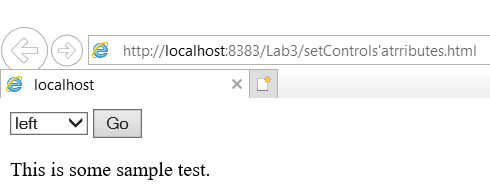 http://localhost:8383/Lab3/setControls'atrributes.html
localhost
left Go
This is some sample test.